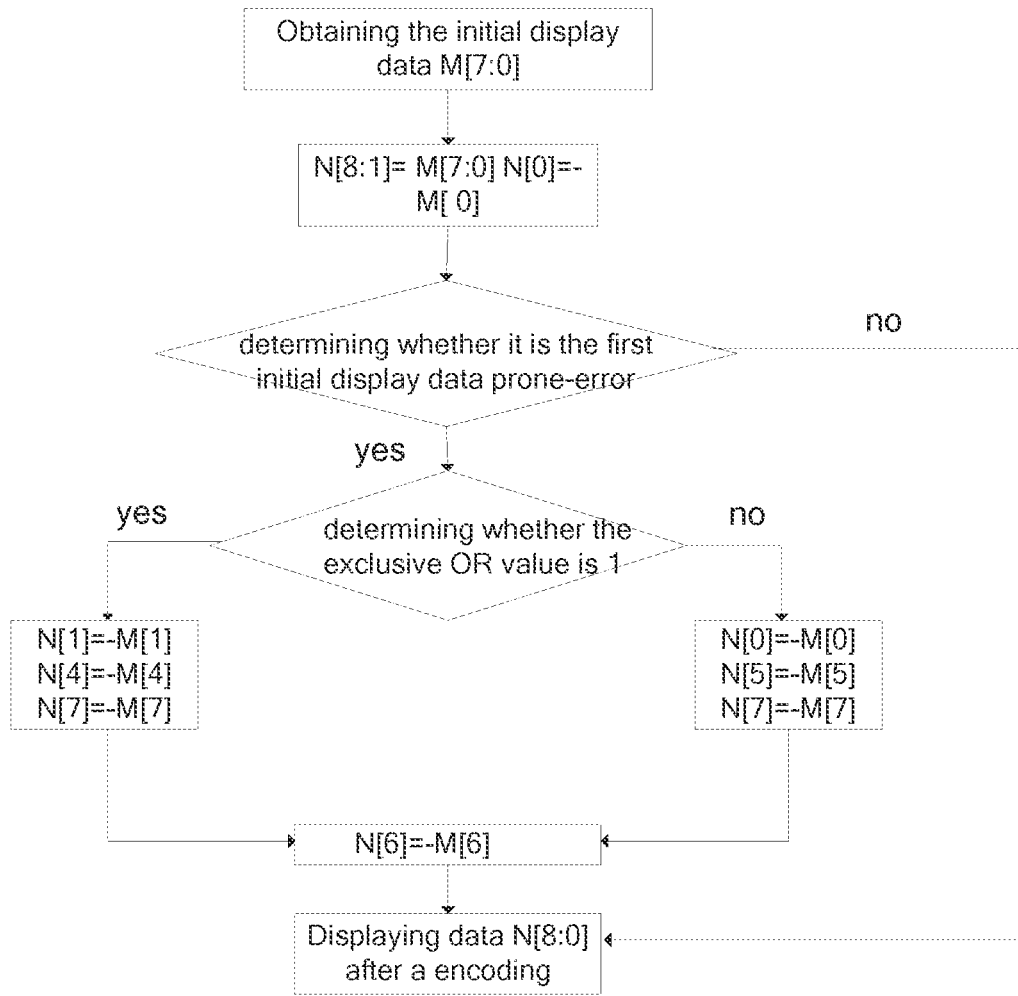 Obtaining the initial display
data M[7:0]
N[8:1]= M[7:0] N[0]=-
M[ 0]
determining whether it is the first
initial display data prone-error
no
yes
determining whether the
exclusive OR value is 1
yes
no
N[1]=-M[1]
N[4]=-M[4]
N[7]=-M[7]
N[0]=-M[0]
N[5]=-M[5]
N[7]=-M[7]
N[6]=-M[6]
Displaying data N[8:0]
after a encoding